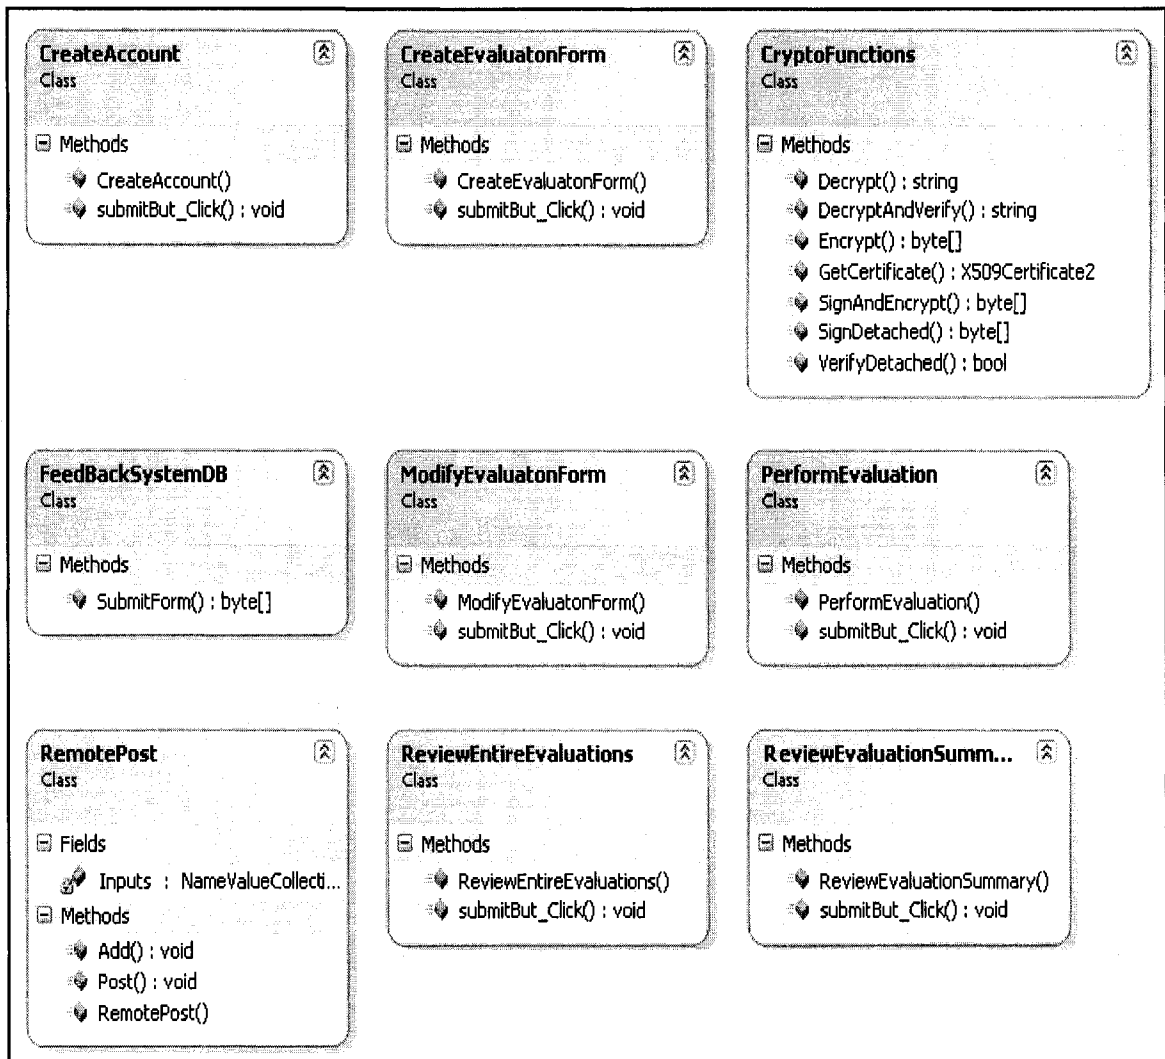 CreateAccount
Class
Methods
CreateAccount()
submitBut_Click() : void
CreateEvaluatonForm
Class
Methods
CreateEvaluatonForm()
submitBut_Click() : void
CryptoFunctions
Class
Methods
Decrypt() : string
DecryptAndVerify() : string
Encrypt() : byte[]
GetCertificate() : X509Certificate2
SignAndEncrypt() : byte[]
SignDetached() : byte[]
VerifyDetached() : bool
FeedBackSystemDB
Class
Methods
SubmitForm() : byte[]
ModifyEvaluatonForm
Class
Methods
ModifyEvaluatonForm()
submitBut_Click() : void
PerformEvaluation
Class
Methods
PerformEvaluation()
submitBut_Click() : void
RemotePost
Class
Fields
Inputs : NameValueCollecti...
Methods
Add() : void
Post() : void
RemotePost()
ReviewEntireEvaluations
Class
Methods
ReviewEntireEvaluations()
submitBut_Click() : void
ReviewEvaluationSumm...
Class
Methods
ReviewEvaluationSummary()
submitBut_Click() : void